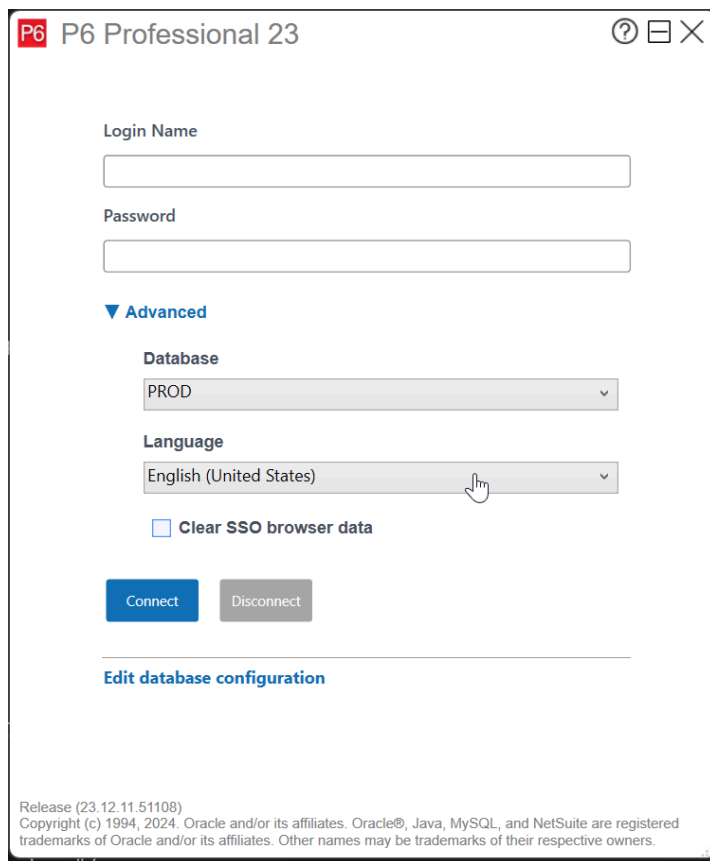 P6 P6 Professional 23
Login Name
Password
▼ Advanced
Database
PROD
Language
English (United States)
Clear SSO browser data
Connect Disconnect
Edit database configuration
Release (23.12.11.51108)
Copyright (c) 1994, 2024. Oracle and/or its affiliates. Oracle®, Java, MySQL, and NetSuite are registered
trademarks of Oracle and/or its affiliates. Other names may be trademarks of their respective owners.